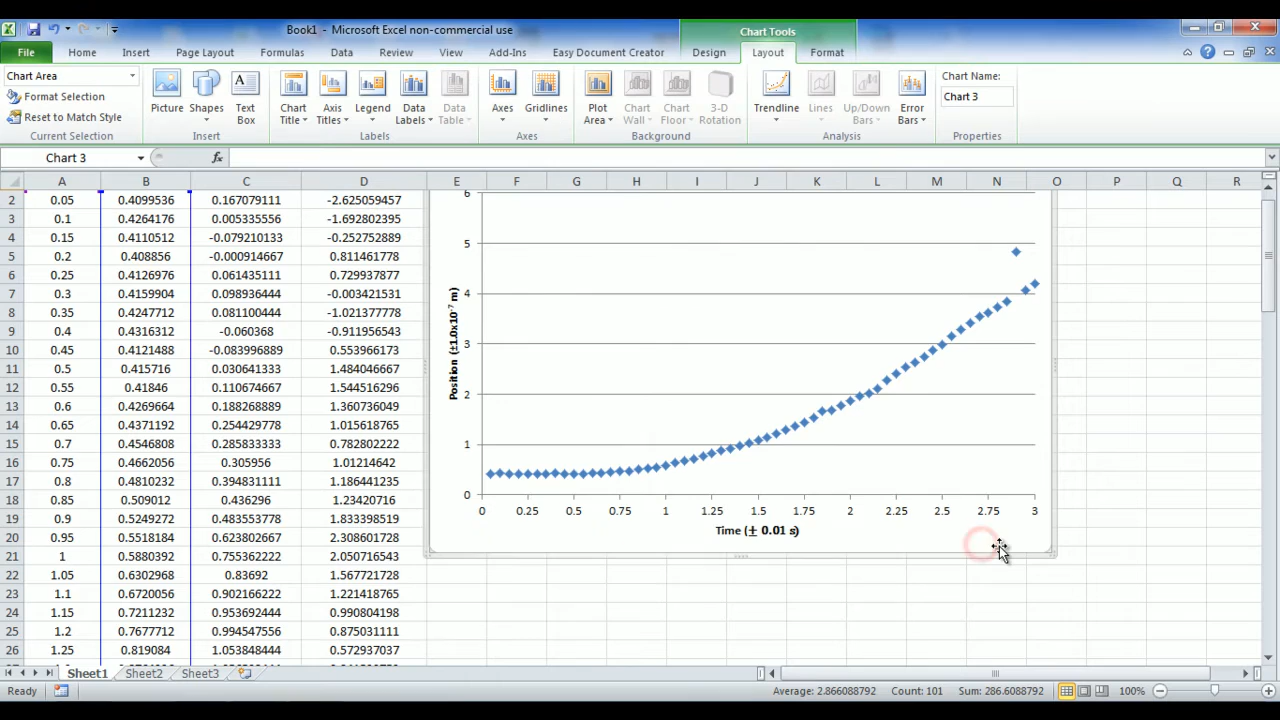 Book1 - Microsoft Excel non-commercial use
Chart Tools
File Home Insert Page Layout Formulas Data Review View Add-Ins Easy Document Creator Design Layout Format
Chart Area
Format Selection
Reset to Match Style
Current Selection
Picture Shapes Text Box
Insert
Chart Title Axis Titles Legend Data Labels Data Table
Labels
Axes Gridlines
Axes
Plot Area Chart Wall Chart Floor 3-D Rotation
Background
Trendline Lines Up/Down Bars Error Bars
Analysis
Chart Name:
Chart 3
Properties
Chart 3 fx
A B C D E F G H I J K L M N O P Q R
2 0.05 0.4099536 0.167079111 -2.625059457
3 0.1 0.4264176 0.005335556 -1.692802395
4 0.15 0.4110512 -0.079210133 -0.252752889
5 0.2 0.408856 -0.000914667 0.811461778
6 0.25 0.4126976 0.061435111 0.729937877
7 0.3 0.4159904 0.098936444 -0.003421531
8 0.35 0.4247712 0.081100444 -1.021377778
9 0.4 0.4316312 -0.060368 -0.911956543
10 0.45 0.4121488 -0.083996889 0.553966173
11 0.5 0.415716 0.030641333 1.484046667
12 0.55 0.41846 0.110674667 1.544516296
13 0.6 0.4269664 0.188268889 1.360736049
14 0.65 0.4371192 0.254429778 1.015618765
15 0.7 0.4546808 0.285833333 0.782802222
16 0.75 0.4662056 0.305956 1.01214642
17 0.8 0.4810232 0.394831111 1.186441235
18 0.85 0.509012 0.436296 1.23420716
19 0.9 0.5249272 0.483553778 1.833398519
20 0.95 0.5518184 0.623802667 2.308601728
21 1 0.5880392 0.755362222 2.050716543
22 1.05 0.6302968 0.83692 1.567721728
23 1.1 0.6720056 0.902166222 1.221418765
24 1.15 0.7211232 0.953692444 0.990804198
25 1.2 0.7677712 0.994547556 0.875031111
26 1.25 0.819084 1.053848444 0.572937037
6
5
4
3
2
1
0
Position (±1.0x10⁻⁷ m)
0 0.25 0.5 0.75 1 1.25 1.5 1.75 2 2.25 2.5 2.75 3
Time (± 0.01 s)
Sheet1 Sheet2 Sheet3
Ready Average: 2.866088792 Count: 101 Sum: 286.6088792 100%